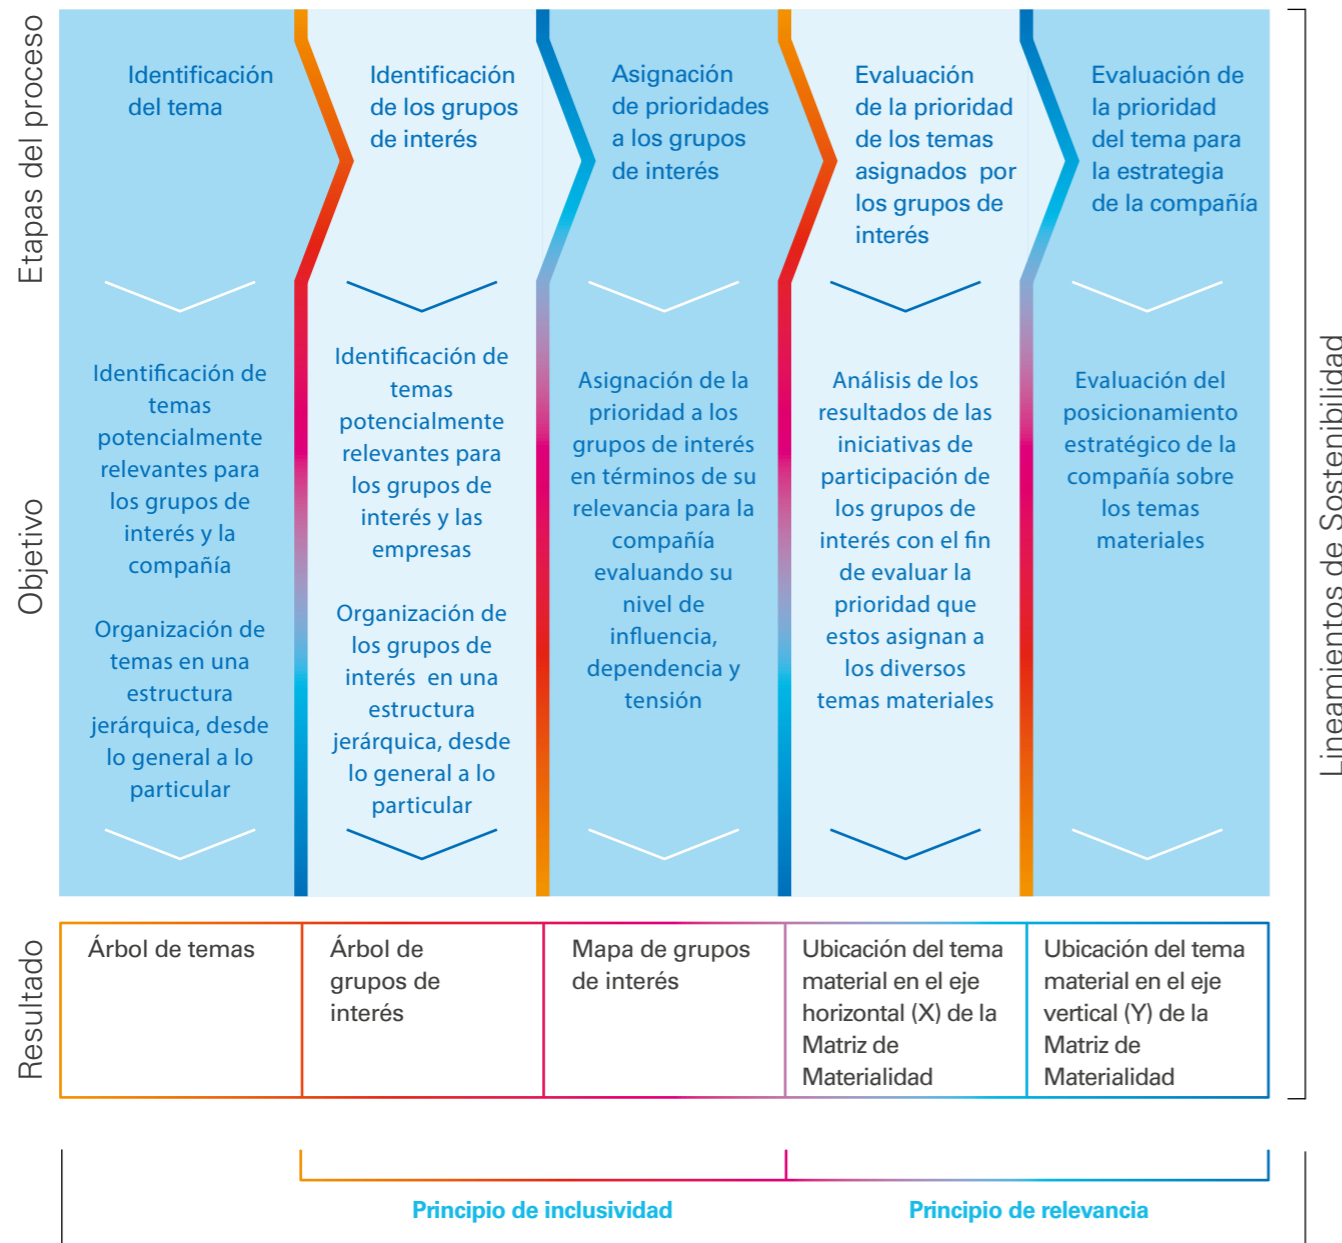 Etapas del proceso
Identificación
del tema
Identificación
de los grupos
de interés
Asignación
de prioridades
a los grupos
de interés
Evaluación
de la prioridad
de los temas
asignados por
los grupos de
interés
Evaluación de
la prioridad
del tema para
la estrategia
de la compañía
Objetivo
Identificación de
temas
potencialmente
relevantes para
los grupos de
interés y la
compañía
Organización de
temas en una
estructura
jerárquica, desde
lo general a lo
particular
Identificación de
temas
potencialmente
relevantes para
los grupos de
interés y las
empresas
Organización de
los grupos de
interés en una
estructura
jerárquica, desde
lo general a lo
particular
Asignación de la
prioridad a los
grupos de interés
en términos de su
relevancia para la
compañía
evaluando su
nivel de
influencia,
dependencia y
tensión
Análisis de los
resultados de las
iniciativas de
participación de
los grupos de
interés con el fin
de evaluar la
prioridad que
estos asignan a
los diversos
temas materiales
Evaluación del
posicionamiento
estratégico de la
compañía sobre
los temas
materiales
Resultado
Árbol de temas
Árbol de
grupos de
interés
Mapa de grupos
de interés
Ubicación del tema
material en el eje
horizontal (X) de la
Matriz de
Materialidad
Ubicación del tema
material en el eje
vertical (Y) de la
Matriz de
Materialidad
Lineamientos de Sostenibilidad
Principio de inclusividad
Principio de relevancia